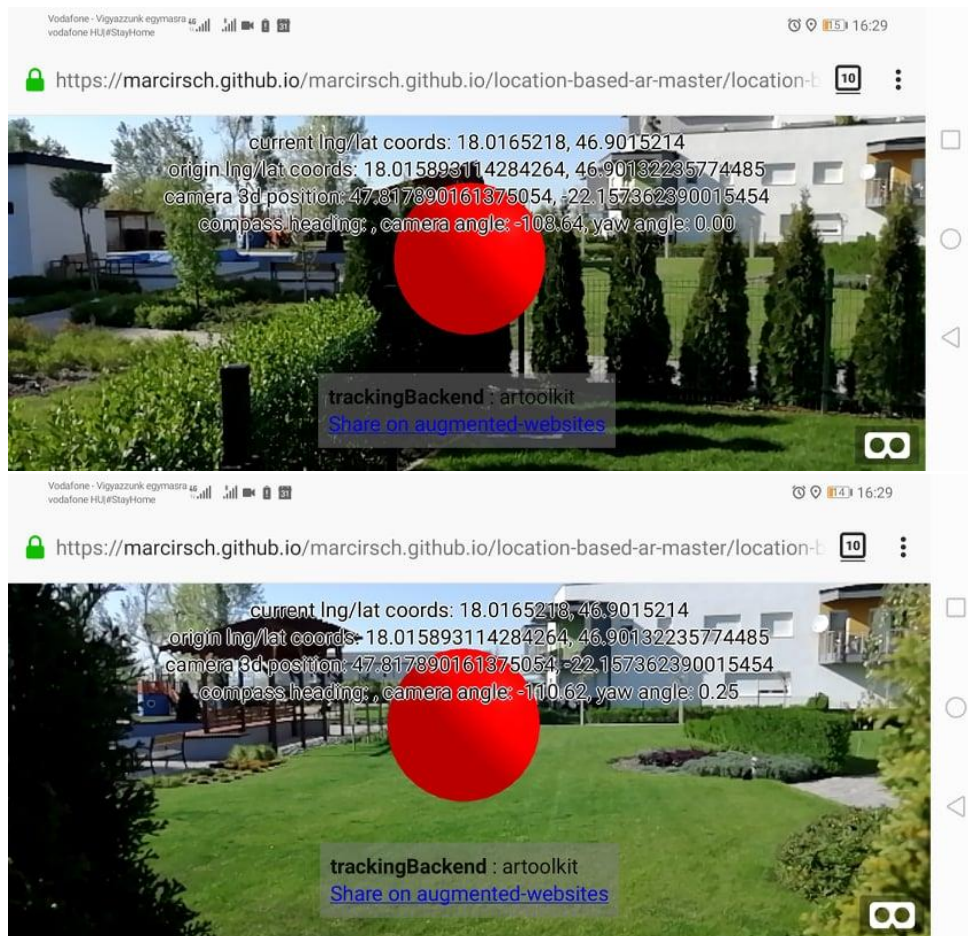 Vodafone - Vigyazzunk egymasra
vodafone HU|#StayHome
46
31
15
16:29
https://marcirsch.github.io/marcirsch.github.io/location-based-ar-master/location-b
10
current lng/lat coords: 18.0165218, 46.9015214
origin lng/lat coords: 18.015893114284264, 46.90132235774485
camera 3d position: 47.817890161375054, -22.157362390015454
compass heading: , camera angle: -108.64, yaw angle: 0.00
trackingBackend : artoolkit
Share on augmented-websites
Vodafone - Vigyazzunk egymasra
vodafone HU|#StayHome
46
31
14
16:29
https://marcirsch.github.io/marcirsch.github.io/location-based-ar-master/location-b
10
current lng/lat coords: 18.0165218, 46.9015214
origin lng/lat coords: 18.015893114284264, 46.90132235774485
camera 3d position: 47.817890161375054, -22.157362390015454
compass heading: , camera angle: -110.62, yaw angle: 0.25
trackingBackend : artoolkit
Share on augmented-websites